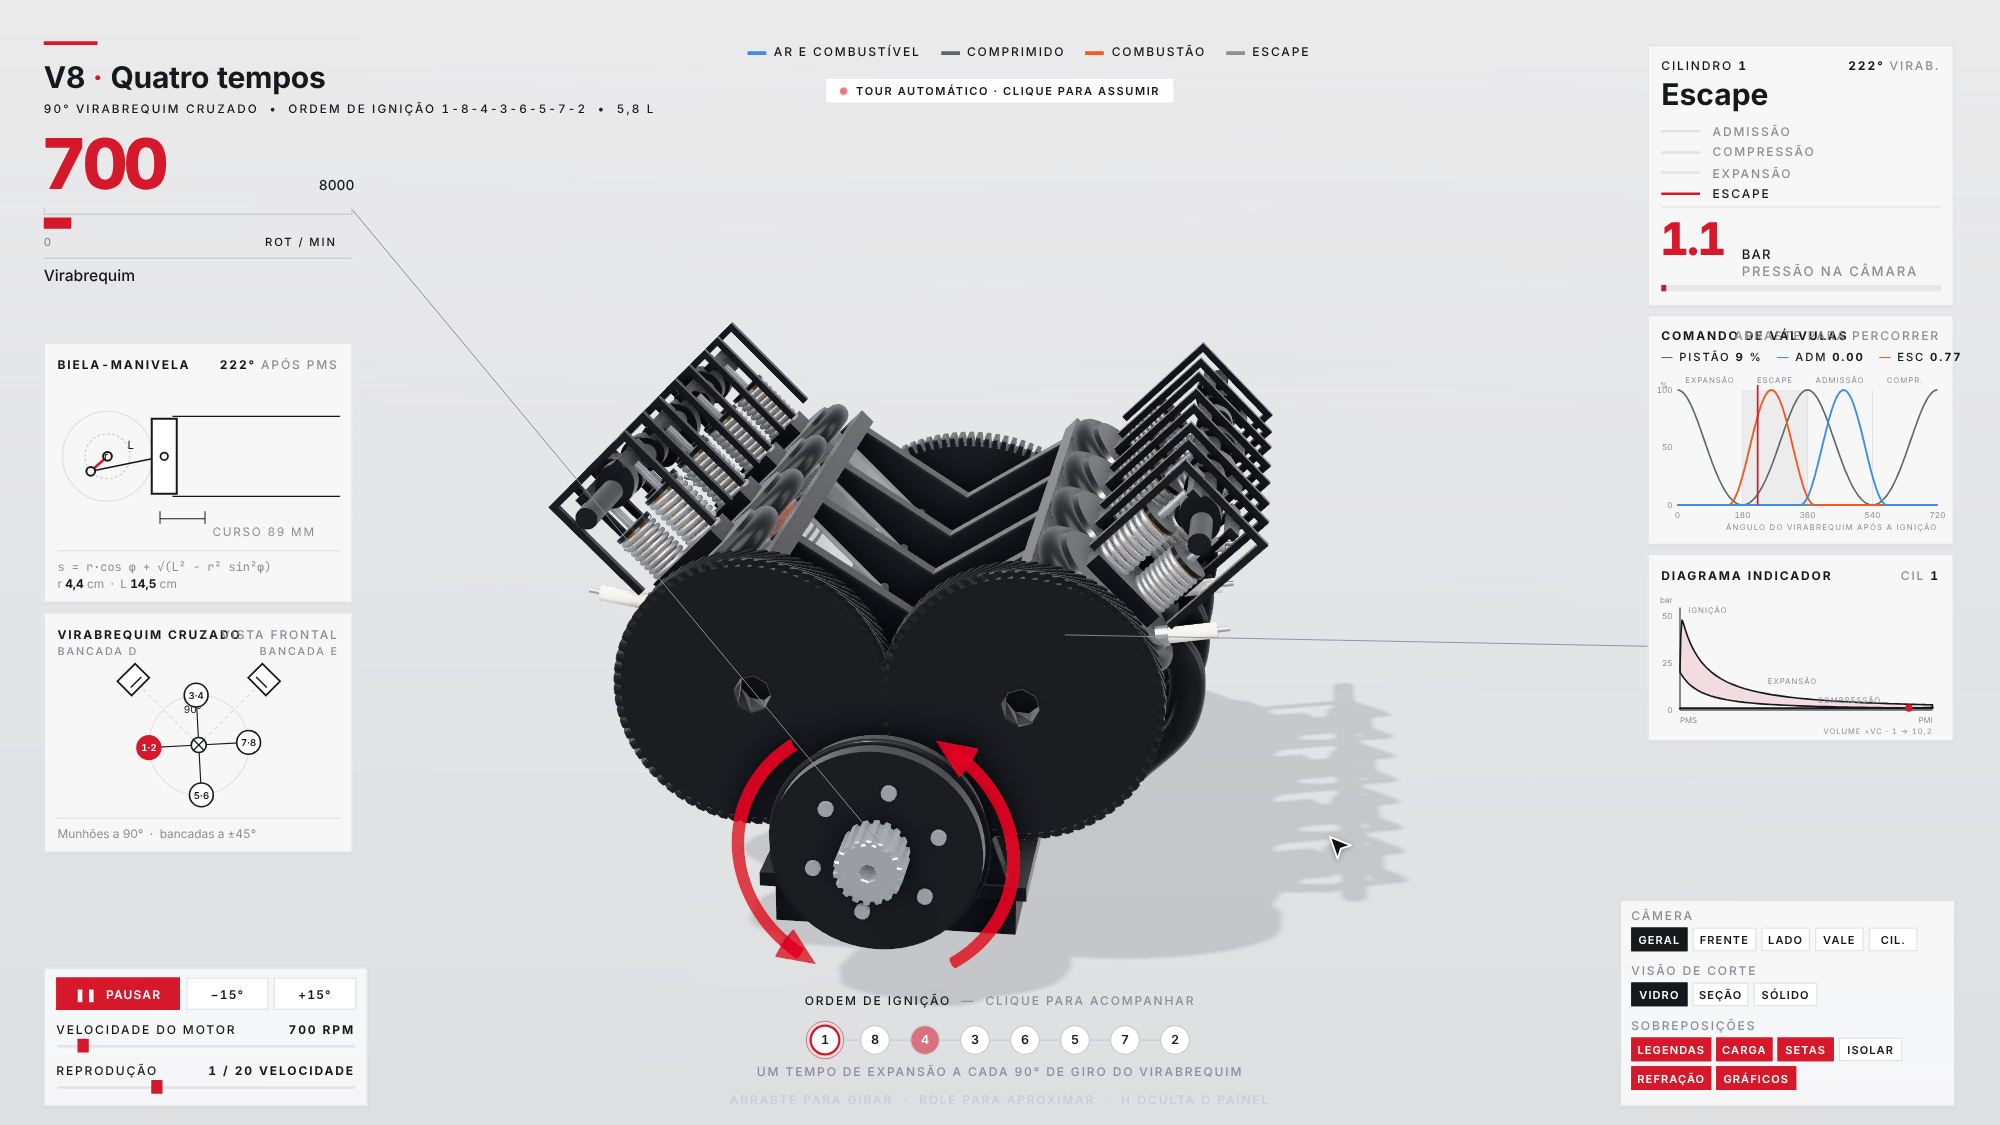 V8 · Quatro tempos
90° VIRABREQUIM CRUZADO • ORDEM DE IGNIÇÃO 1-8-4-3-6-5-7-2 • 5,8 L
700
8000
0
ROT / MIN
Virabrequim
BIELA-MANIVELA 222° APÓS PMS
L
r
CURSO 89 MM
s = r·cos φ + √(L² - r² sin²φ)
r 4,4 cm · L 14,5 cm
VIRABREQUIM CRUZADO VISTA FRONTAL
BANCADA D BANCADA E
3·4
90°
1·2
7·8
5·6
Munhões a 90° · bancadas a ±45°
❚❚ PAUSAR −15° +15°
VELOCIDADE DO MOTOR 700 RPM
REPRODUÇÃO 1 / 20 VELOCIDADE
AR E COMBUSTÍVEL COMPRIMIDO COMBUSTÃO ESCAPE
TOUR AUTOMÁTICO · CLIQUE PARA ASSUMIR
ORDEM DE IGNIÇÃO — CLIQUE PARA ACOMPANHAR
1 8 4 3 6 5 7 2
UM TEMPO DE EXPANSÃO A CADA 90° DE GIRO DO VIRABREQUIM
ARRASTE PARA GIRAR · ROLE PARA APROXIMAR · H OCULTA O PAINEL
CILINDRO 1 222° VIRAB.
Escape
ADMISSÃO
COMPRESSÃO
EXPANSÃO
ESCAPE
1.1 BAR
PRESSÃO NA CÂMARA
COMANDO DE VÁLVULAS ARRASTE PARA PERCORRER
— PISTÃO 9 % — ADM 0.00 — ESC 0.77
%
EXPANSÃO ESCAPE ADMISSÃO COMPR.
100
50
0
0 180 360 540 720
ÂNGULO DO VIRABREQUIM APÓS A IGNIÇÃO
DIAGRAMA INDICADOR CIL 1
bar
50
IGNIÇÃO
25
EXPANSÃO
COMPRESSÃO
0
PMS PMI
VOLUME ×VC · 1 → 10,2
CÂMERA
GERAL FRENTE LADO VALE CIL.
VISÃO DE CORTE
VIDRO SEÇÃO SÓLIDO
SOBREPOSIÇÕES
LEGENDAS CARGA SETAS ISOLAR
REFRAÇÃO GRÁFICOS